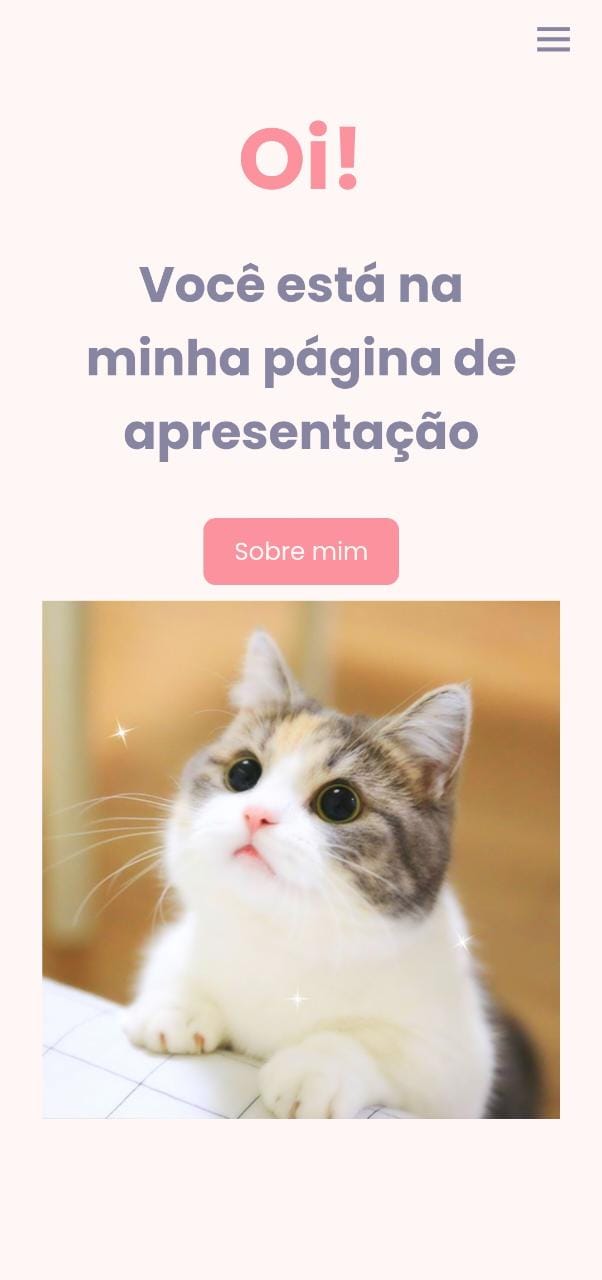 Oi!
Você está na
minha página de
apresentação
Sobre mim